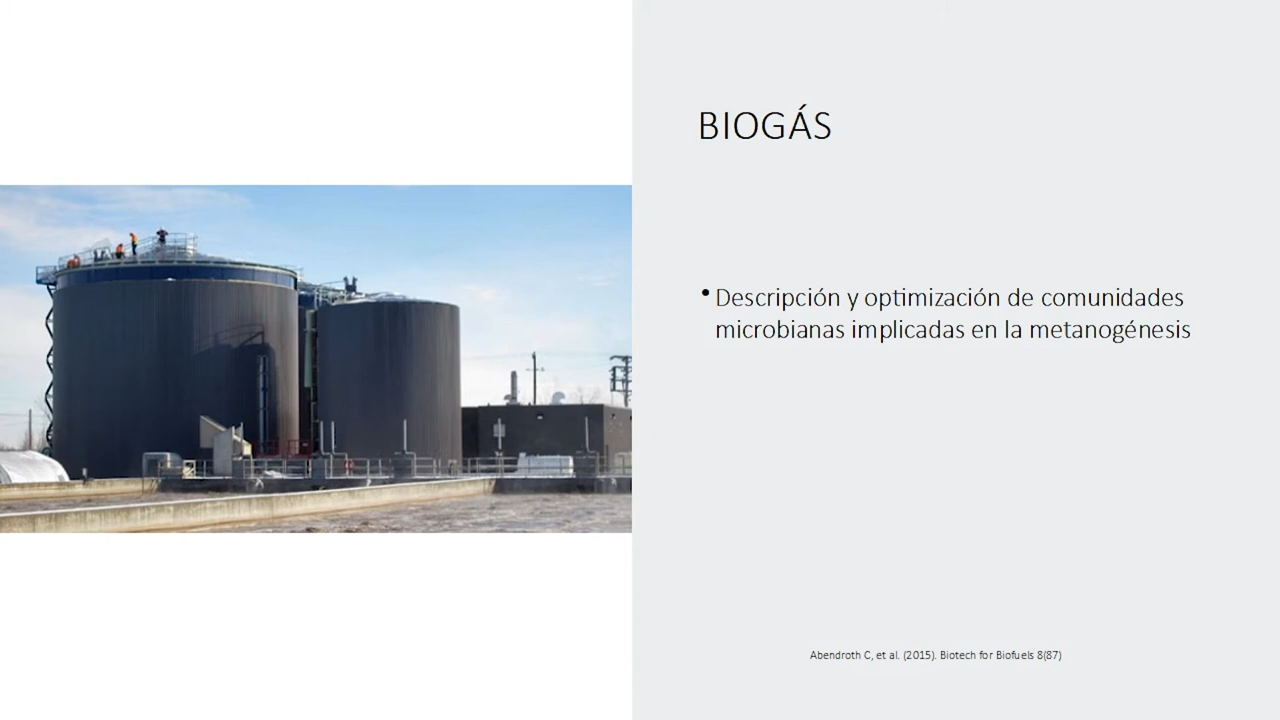 BIOGÁS
• Descripción y optimización de comunidades
microbianas implicadas en la metanogénesis
Abendroth C, et al. (2015). Biotech for Biofuels 8(87)